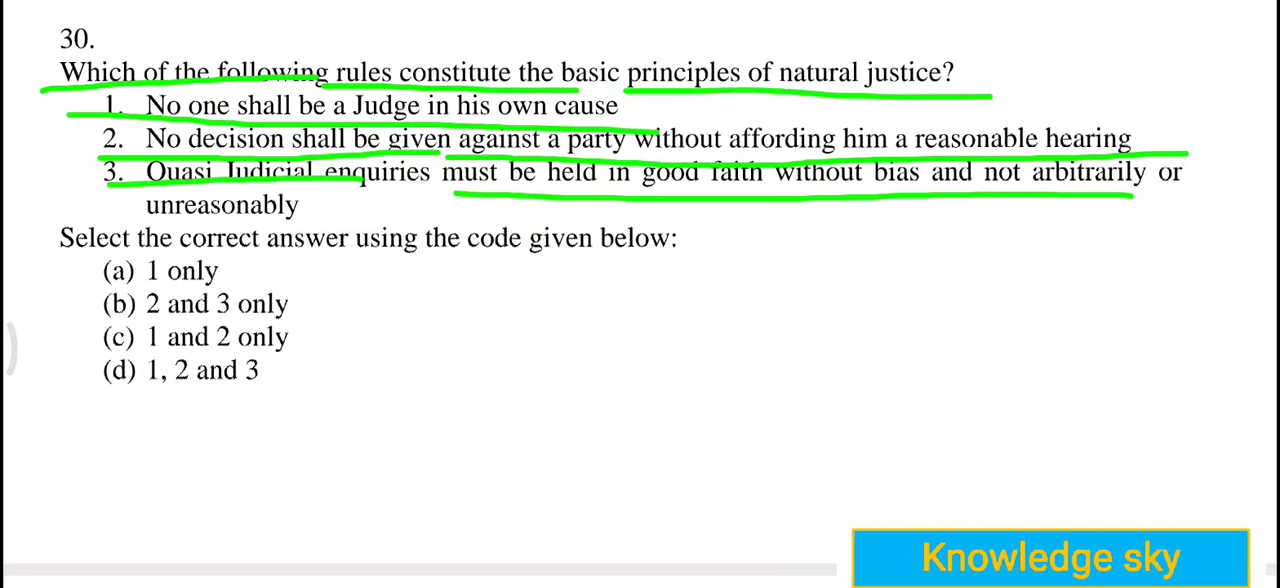 30.
Which of the following rules constitute the basic principles of natural justice?
1. No one shall be a Judge in his own cause
2. No decision shall be given against a party without affording him a reasonable hearing
3. Quasi Judicial enquiries must be held in good faith without bias and not arbitrarily or
unreasonably
Select the correct answer using the code given below:
(a) 1 only
(b) 2 and 3 only
(c) 1 and 2 only
(d) 1, 2 and 3
Knowledge sky